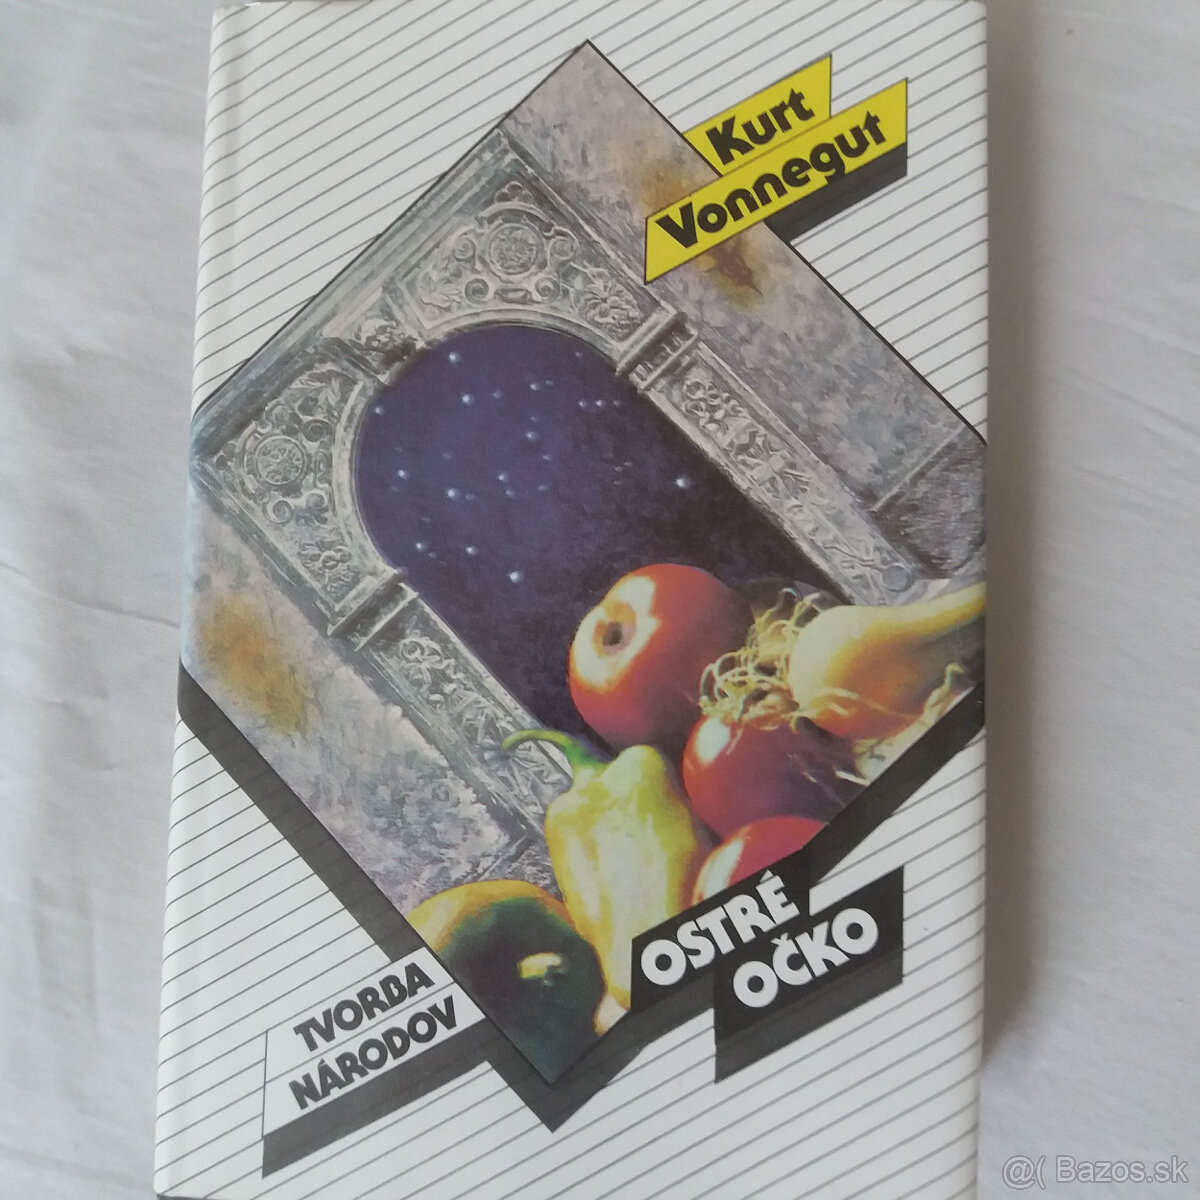 Kurt
Vonnegut
OSTRÉ
OČKO
TVORBA
NÁRODOV
@( Bazos.sk